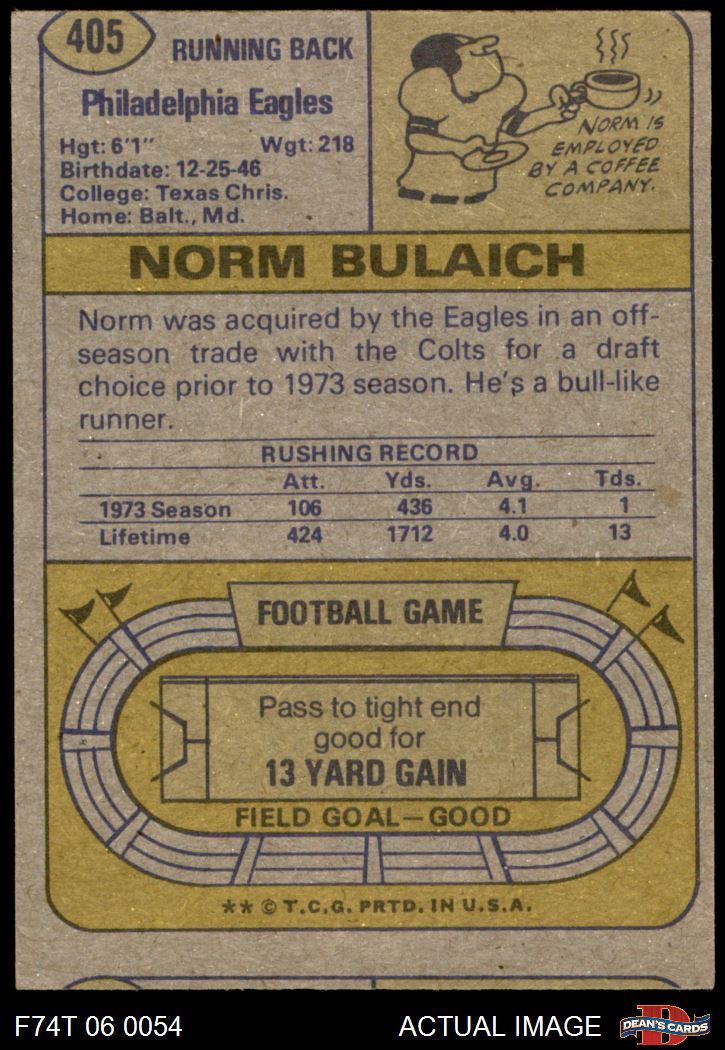 405
RUNNING BACK
Philadelphia Eagles
Hgt: 6'1" Wgt: 218
Birthdate: 12-25-46
College: Texas Chris.
Home: Balt., Md.
NORM IS
EMPLOYED
BY A COFFEE
COMPANY.
NORM BULAICH
Norm was acquired by the Eagles in an off-
season trade with the Colts for a draft
choice prior to 1973 season. He's a bull-like
runner.
RUSHING RECORD
Att. Yds. Avg. Tds.
1973 Season 106 436 4.1 1
Lifetime 424 1712 4.0 13
FOOTBALL GAME
Pass to tight end
good for
13 YARD GAIN
FIELD GOAL—GOOD
** © T.C.G. PRTD. IN U.S.A.
F74T 06 0054 ACTUAL IMAGE
D
DEAN'S CARDS